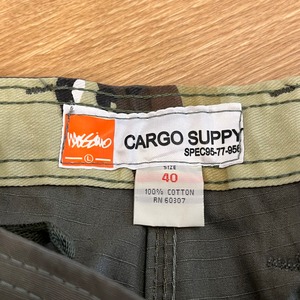 Mossimo
L
CARGO SUPPY
SPEC95-77-956
SIZE
40
100% COTTON
RN 60307